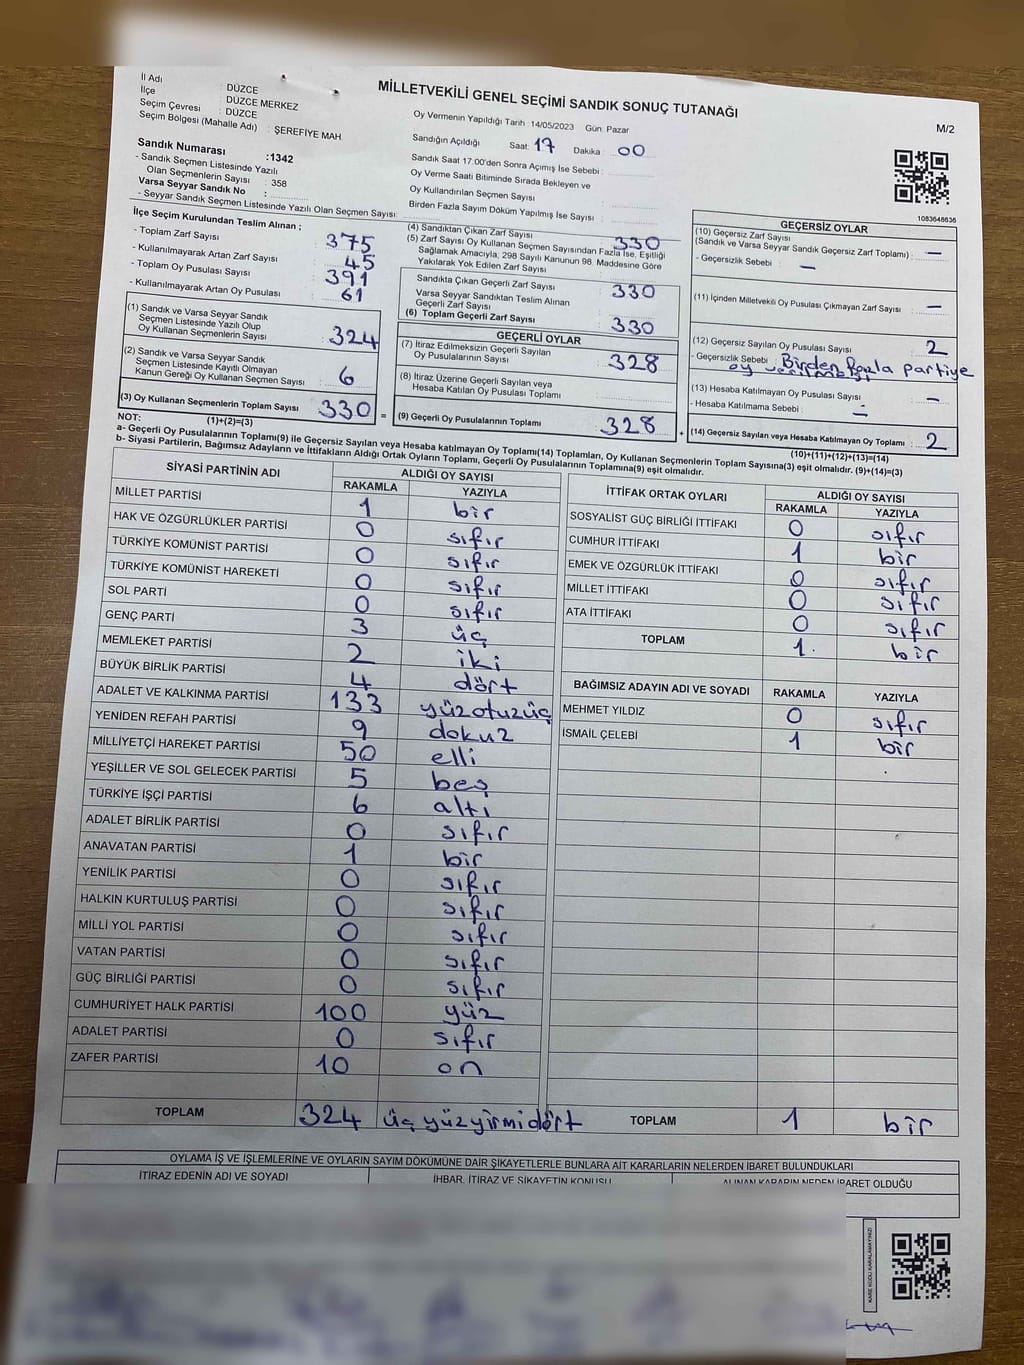 MİLLETVEKİLİ GENEL SEÇİMİ SANDIK SONUÇ TUTANAĞI
M/2
İl Adı : DÜZCE
İlçe : DÜZCE MERKEZ
Seçim Çevresi : DÜZCE
Seçim Bölgesi (Mahalle Adı) : ŞEREFİYE MAH.
Sandık Numarası :1342
- Sandık Seçmen Listesinde Yazılı
Olan Seçmenlerin Sayısı : 358
Varsa Seyyar Sandık No :
- Seyyar Sandık Seçmen Listesinde Yazılı Olan Seçmen Sayısı:
Oy Vermenin Yapıldığı Tarih : 14/05/2023 Gün: Pazar
Sandığın Açıldığı Saat: 17 Dakika : 00
Sandık Saat 17:00'den Sonra Açımış İse Sebebi :
Oy Verme Saati Bitiminde Sırada Bekleyen ve
Oy Kullandırılan Seçmen Sayısı :
Birden Fazla Sayım Döküm Yapılmış İse Sayısı :
1083648636
İlçe Seçim Kurulundan Teslim Alınan ;
- Toplam Zarf Sayısı : 375
- Kullanılmayarak Artan Zarf Sayısı : 45
- Toplam Oy Pusulası Sayısı : 391
- Kullanılmayarak Artan Oy Pusulası : 61
(1) Sandık ve Varsa Seyyar Sandık
Seçmen Listesinde Yazılı Olup
Oy Kullanan Seçmenlerin Sayısı : 324
(2) Sandık ve Varsa Seyyar Sandık
Seçmen Listesinde Kayıtlı Olmayan
Kanun Gereği Oy Kullanan Seçmen Sayısı : 6
(3) Oy Kullanan Seçmenlerin Toplam Sayısı : 330 =
(1)+(2)=(3)
(4) Sandıktan Çıkan Zarf Sayısı : 330
(5) Zarf Sayısı Oy Kullanan Seçmen Sayısından Fazla İse, Eşitliği
Sağlamak Amacıyla, 298 Sayılı Kanunun 98. Maddesine Göre
Yakılarak Yok Edilen Zarf Sayısı :
Sandıkta Çıkan Geçerli Zarf Sayısı : 330
Varsa Seyyar Sandıktan Teslim Alınan
Geçerli Zarf Sayısı :
(6) Toplam Geçerli Zarf Sayısı : 330
GEÇERLİ OYLAR
(7) İtiraz Edilmeksizin Geçerli Sayılan
Oy Pusulalarının Sayısı : 328
(8) İtiraz Üzerine Geçerli Sayılan veya
Hesaba Katılan Oy Pusulası Toplamı :
(9) Geçerli Oy Pusulalarının Toplamı : 328 +
GEÇERSİZ OYLAR
(10) Geçersiz Zarf Sayısı
(Sandık ve Varsa Seyyar Sandık Geçersiz Zarf Toplamı) : —
- Geçersizlik Sebebi : —
(11) İçinden Milletvekili Oy Pusulası Çıkmayan Zarf Sayısı : —
(12) Geçersiz Sayılan Oy Pusulası Sayısı : 2
- Geçersizlik Sebebi : Birden fazla partiye
oy verilmesi
(13) Hesaba Katılmayan Oy Pusulası Sayısı : —
- Hesaba Katılmama Sebebi : —
(14) Geçersiz Sayılan veya Hesaba Katılmayan Oy Toplamı : 2
(10)+(11)+(12)+(13)=(14)
NOT:
a- Geçerli Oy Pusulalarının Toplamı(9) ile Geçersiz Sayılan veya Hesaba katılmayan Oy Toplamı(14) Toplamları, Oy Kullanan Seçmenlerin Toplam Sayısına(3) eşit olmalıdır. (9)+(14)=(3)
b- Siyasi Partilerin, Bağımsız Adayların ve İttifakların Aldığı Ortak Oyların Toplamı, Geçerli Oy Pusulalarının Toplamına(9) eşit olmalıdır.
SİYASİ PARTİNİN ADI ALDIĞI OY SAYISI
RAKAMLA YAZIYLA
MİLLET PARTİSİ 1 bir
HAK VE ÖZGÜRLÜKLER PARTİSİ 0 sıfır
TÜRKİYE KOMÜNİST PARTİSİ 0 sıfır
TÜRKİYE KOMÜNİST HAREKETİ 0 sıfır
SOL PARTİ 0 sıfır
GENÇ PARTİ 3 üç
MEMLEKET PARTİSİ 2 iki
BÜYÜK BİRLİK PARTİSİ 4 dört
ADALET VE KALKINMA PARTİSİ 133 yüzotuzüç
YENİDEN REFAH PARTİSİ 9 dokuz
MİLLİYETÇİ HAREKET PARTİSİ 50 elli
YEŞİLLER VE SOL GELECEK PARTİSİ 5 beş
TÜRKİYE İŞÇİ PARTİSİ 6 altı
ADALET BİRLİK PARTİSİ 0 sıfır
ANAVATAN PARTİSİ 1 bir
YENİLİK PARTİSİ 0 sıfır
HALKIN KURTULUŞ PARTİSİ 0 sıfır
MİLLİ YOL PARTİSİ 0 sıfır
VATAN PARTİSİ 0 sıfır
GÜÇ BİRLİĞİ PARTİSİ 0 sıfır
CUMHURİYET HALK PARTİSİ 100 yüz
ADALET PARTİSİ 0 sıfır
ZAFER PARTİSİ 10 on
TOPLAM 324 üçyüzyirmidört
İTTİFAK ORTAK OYLARI ALDIĞI OY SAYISI
RAKAMLA YAZIYLA
SOSYALİST GÜÇ BİRLİĞİ İTTİFAKI 0 sıfır
CUMHUR İTTİFAKI 1 bir
EMEK VE ÖZGÜRLÜK İTTİFAKI 0 sıfır
MİLLET İTTİFAKI 0 sıfır
ATA İTTİFAKI 0 sıfır
TOPLAM 1 bir
BAĞIMSIZ ADAYIN ADI VE SOYADI RAKAMLA YAZIYLA
MEHMET YILDIZ 0 sıfır
İSMAİL ÇELEBİ 1 bir
TOPLAM 1 bir
OYLAMA İŞ VE İŞLEMLERİNE VE OYLARIN SAYIM DÖKÜMÜNE DAİR ŞİKAYETLERLE BUNLARA AİT KARARLARIN NELERDEN İBARET BULUNDUKLARI
İTİRAZ EDENİN ADI VE SOYADI İHBAR, İTİRAZ VE ŞİKAYETİN KONUSU ALINAN KARARIN NEDEN İBARET OLDUĞU
KARE KODU KARALAMAYINIZ!